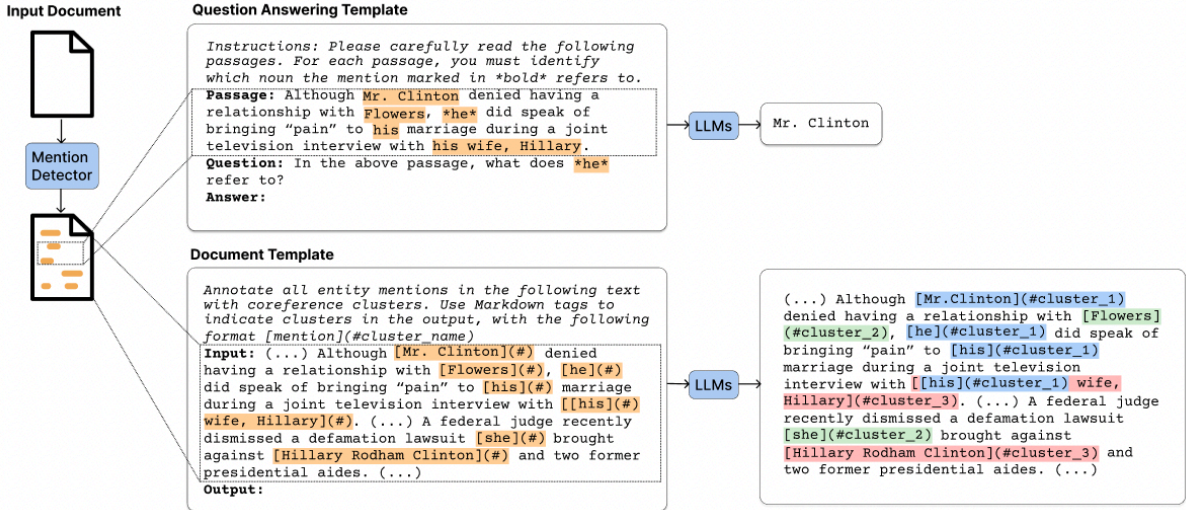 Input Document
Mention
Detector
Question Answering Template
Instructions: Please carefully read the following
passages. For each passage, you must identify
which noun the mention marked in *bold* refers to.
Passage: Although Mr. Clinton denied having a
relationship with Flowers, *he* did speak of
bringing “pain” to his marriage during a joint
television interview with his wife, Hillary.
Question: In the above passage, what does *he*
refer to?
Answer:
LLMs
Mr. Clinton
Document Template
Annotate all entity mentions in the following text
with coreference clusters. Use Markdown tags to
indicate clusters in the output, with the following
format [mention](#cluster_name)
Input: (...) Although [Mr. Clinton](#) denied
having a relationship with [Flowers](#), [he](#)
did speak of bringing “pain” to [his](#) marriage
during a joint television interview with [[his](#)
wife, Hillary](#). (...) A federal judge recently
dismissed a defamation lawsuit [she](#) brought
against [Hillary Rodham Clinton](#) and two former
presidential aides. (...)
Output:
LLMs
(...) Although [Mr.Clinton](#cluster_1)
denied having a relationship with [Flowers]
(#cluster_2), [he](#cluster_1) did speak of
bringing “pain” to [his](#cluster_1)
marriage during a joint television
interview with [[his](#cluster_1) wife,
Hillary](#cluster_3). (...) A federal judge
recently dismissed a defamation lawsuit
[she](#cluster_2) brought against
[Hillary Rodham Clinton](#cluster_3) and
two former presidential aides. (...)